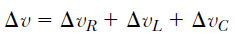 Δv = Δv_R + Δv_L + Δv_C